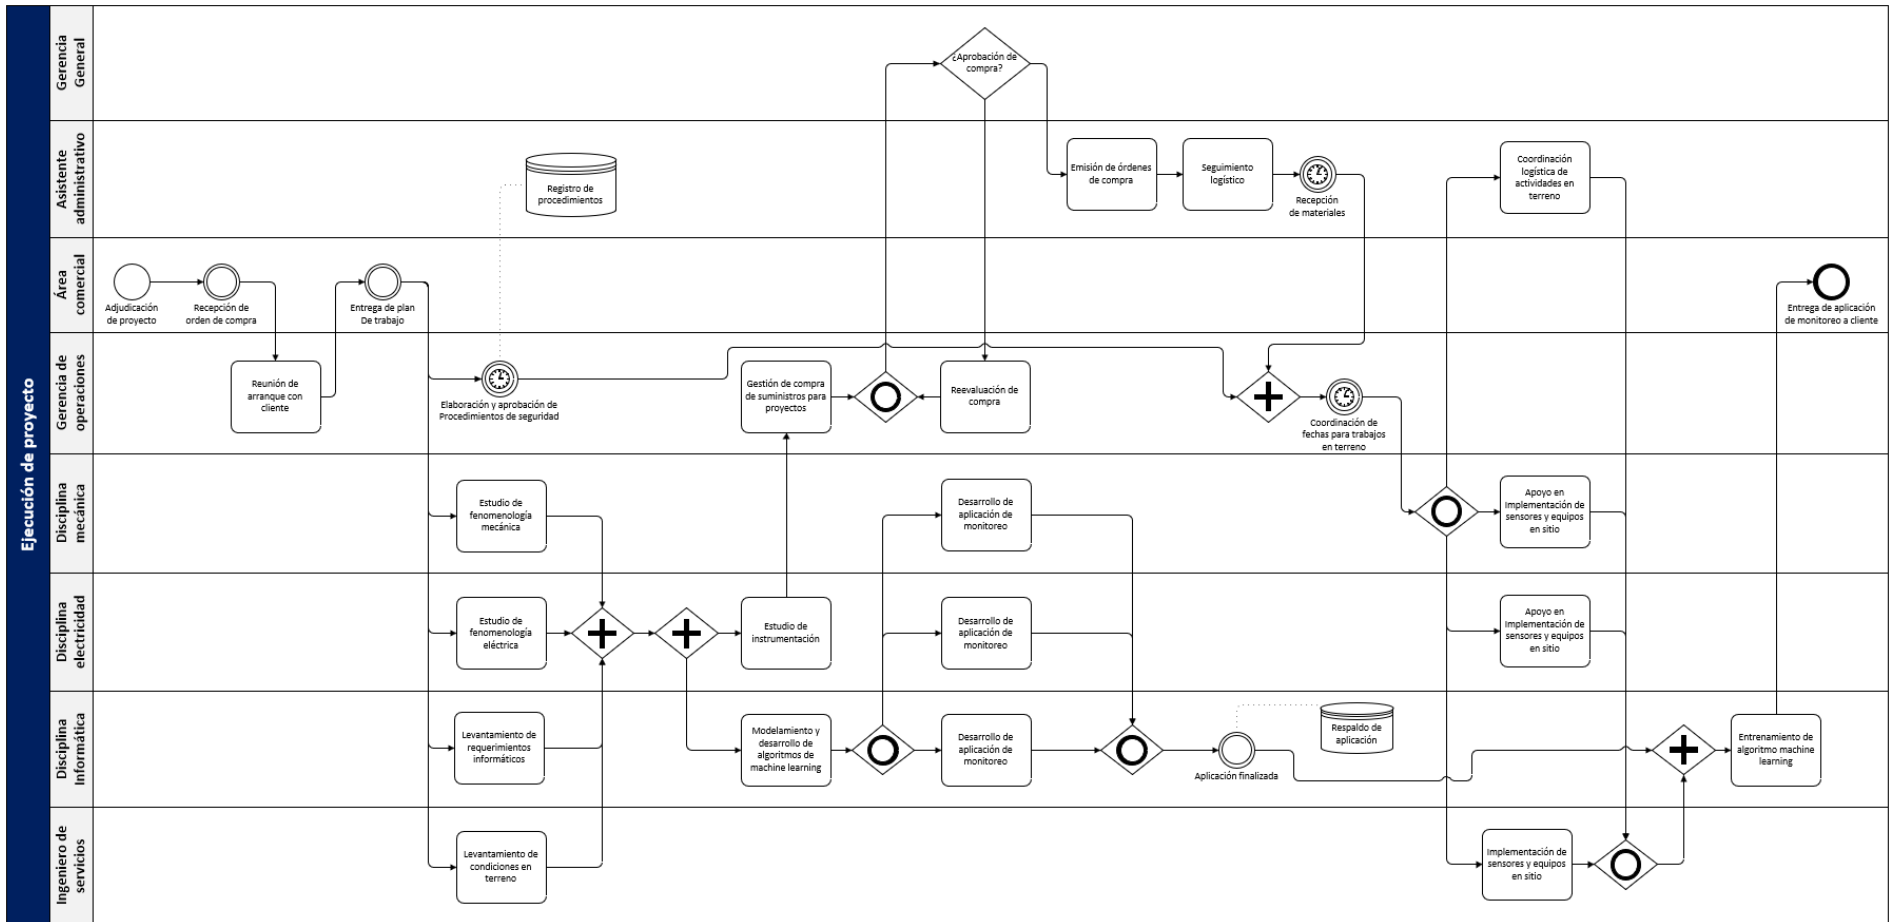 Ejecución de proyecto
Gerencia
General
¿Aprobación de
compra?
Asistente
administrativo
Registro de
procedimientos
Emisión de órdenes
de compra
Seguimiento
logístico
Recepción
de materiales
Coordinación
logística de
actividades en
terreno
Área
comercial
Adjudicación
de proyecto
Recepción de
orden de compra
Entrega de plan
De trabajo
Entrega de aplicación
de monitoreo a cliente
Gerencia de
operaciones
Reunión de
arranque con
cliente
Elaboración y aprobación de
Procedimientos de seguridad
Gestión de compra
de suministros para
proyectos
Reevaluación de
compra
Coordinación de
fechas para trabajos
en terreno
Disciplina
mecánica
Estudio de
fenomenología
mecánica
Desarrollo de
aplicación de
monitoreo
Apoyo en
Implementación de
sensores y equipos
en sitio
Disciplina
electricidad
Estudio de
fenomenología
eléctrica
Estudio de
instrumentación
Desarrollo de
aplicación de
monitoreo
Apoyo en
Implementación de
sensores y equipos
en sitio
Disciplina
Informática
Levantamiento de
requerimientos
informáticos
Modelamiento y
desarrollo de
algoritmos de
machine learning
Desarrollo de
aplicación de
monitoreo
Aplicación finalizada
Respaldo de
aplicación
Entrenamiento de
algoritmo machine
learning
Ingeniero de
servicios
Levantamiento de
condiciones en
terreno
Implementación de
sensores y equipos
en sitio